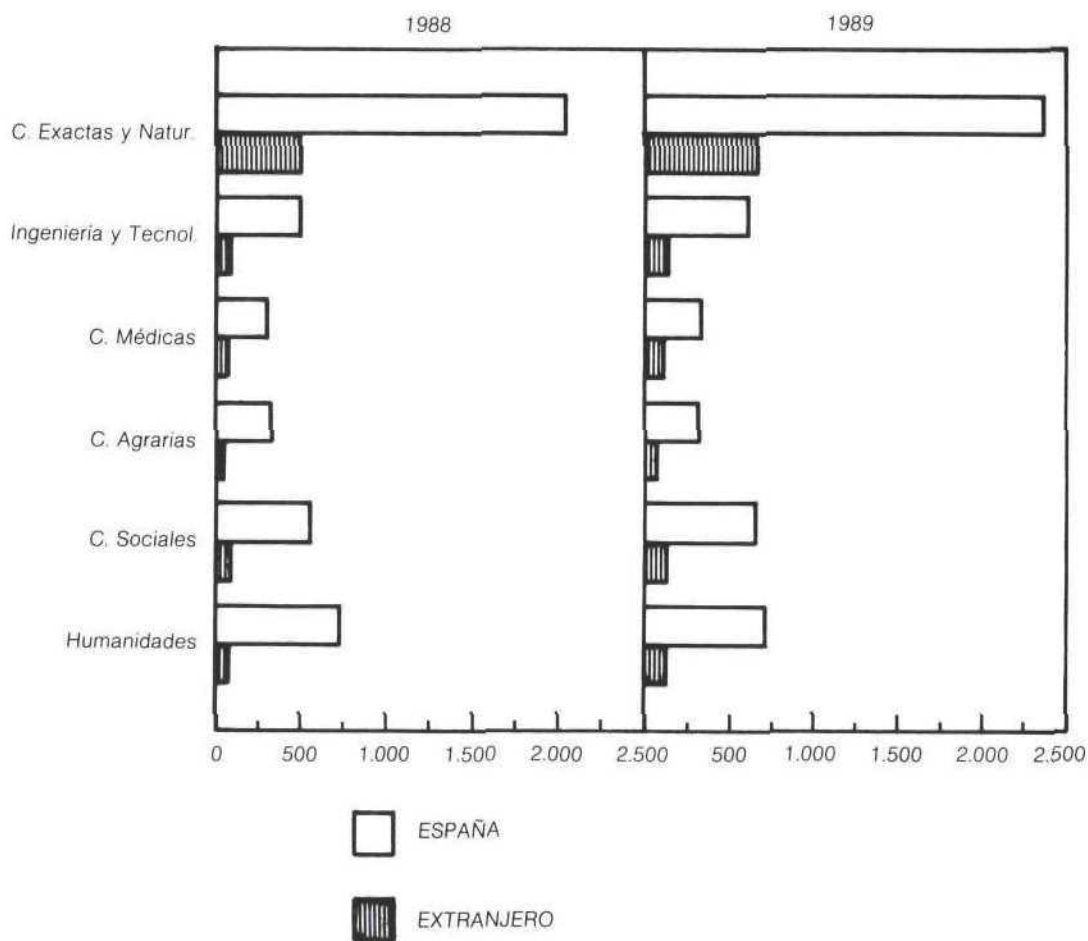 1988 1989
C. Exactas y Natur.
Ingeniería y Tecnol.
C. Médicas
C. Agrarias
C. Sociales
Humanidades
0 500 1.000 1.500 2.000 2.500 500 1.000 1.500 2.000 2.500
ESPAÑA
EXTRANJERO